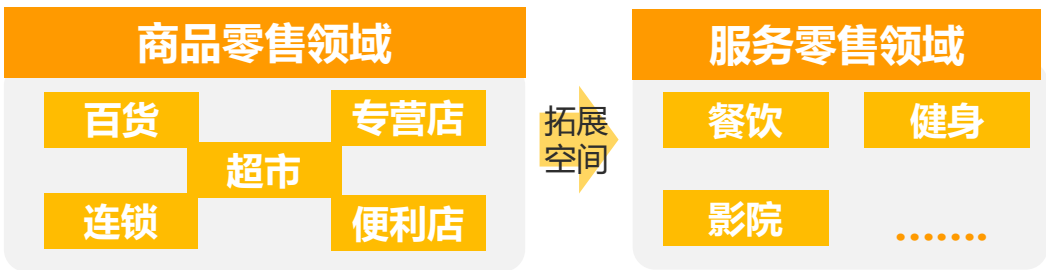 商品零售领域
百货
专营店
超市
连锁
便利店
拓展
空间
服务零售领域
餐饮
健身
影院
.......